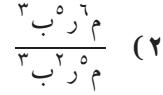 ٢) م^٦ ر^٥ ب^٣
م^٥ ر^٢ ب^٣